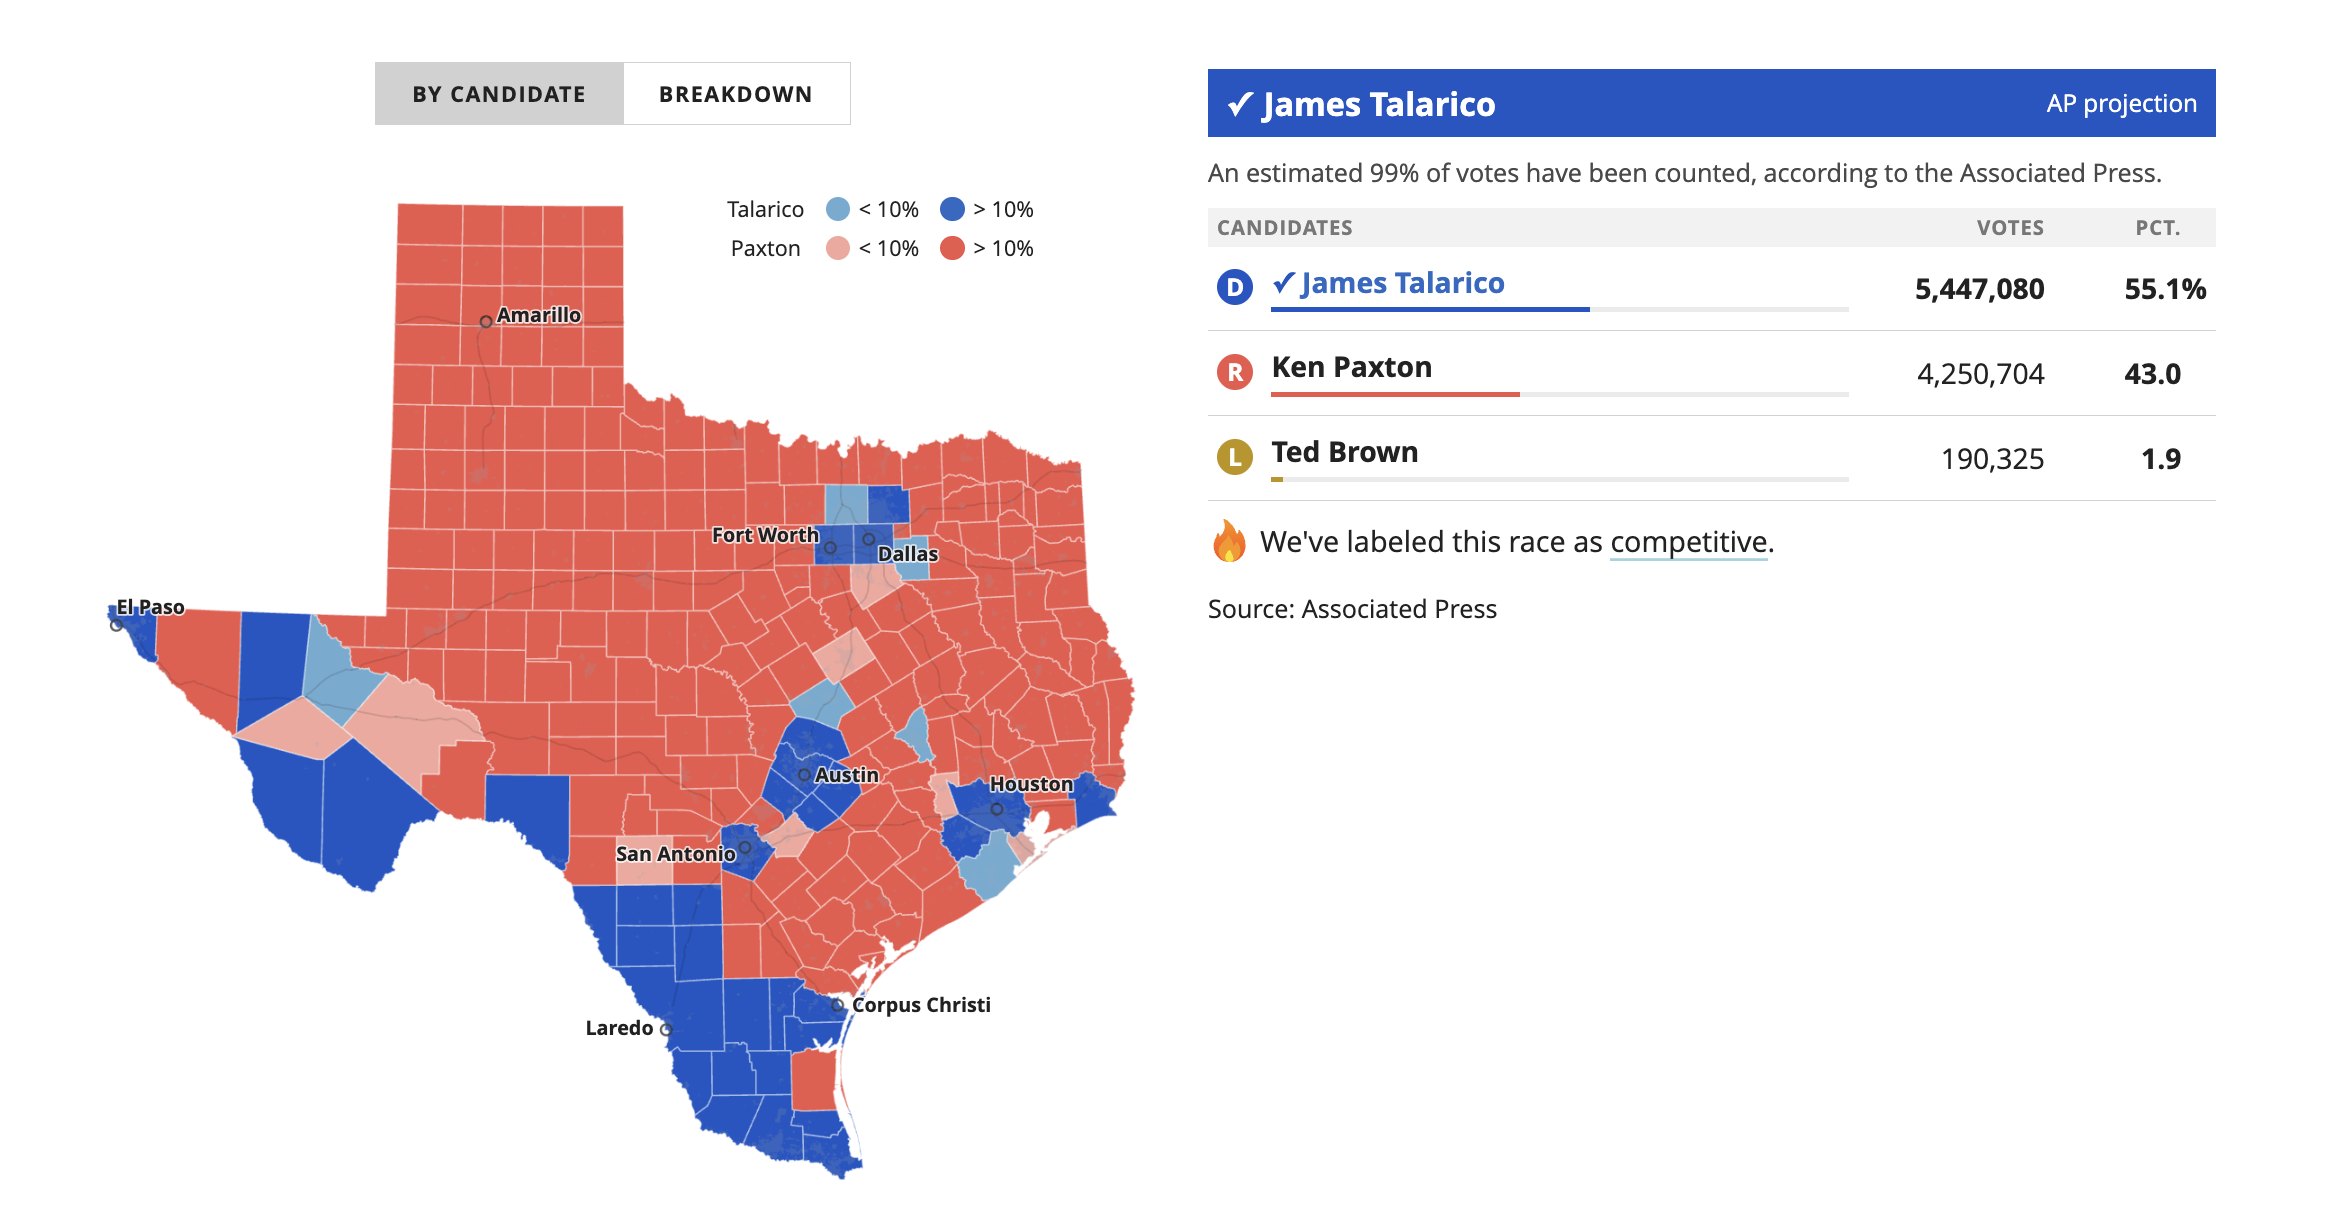 BY CANDIDATE BREAKDOWN
Talarico < 10% > 10%
Paxton < 10% > 10%
Amarillo
Fort Worth
Dallas
El Paso
Austin
Houston
San Antonio
Corpus Christi
Laredo
✓ James Talarico AP projection
An estimated 99% of votes have been counted, according to the Associated Press.
CANDIDATES VOTES PCT.
D ✓ James Talarico 5,447,080 55.1%
R Ken Paxton 4,250,704 43.0
L Ted Brown 190,325 1.9
🔥 We've labeled this race as competitive.
Source: Associated Press